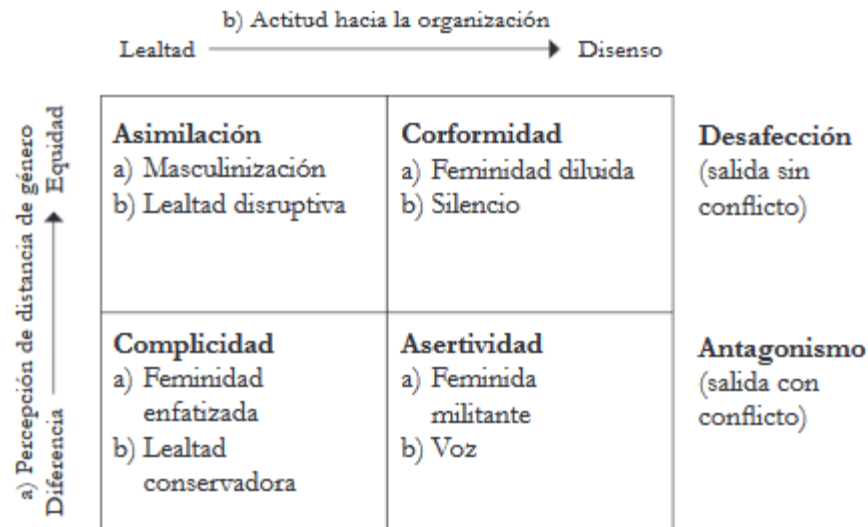 b) Actitud hacia la organización
Lealtad
Disenso
a) Percepción de distancia de género
Diferencia
Equidad
Asimilación
a) Masculinización
b) Lealtad disruptiva
Corformidad
a) Feminidad diluida
b) Silencio
Desafección
(salida sin
conflicto)
Complicidad
a) Feminidad
enfatizada
b) Lealtad
conservadora
Asertividad
a) Feminida
militante
b) Voz
Antagonismo
(salida con
conflicto)